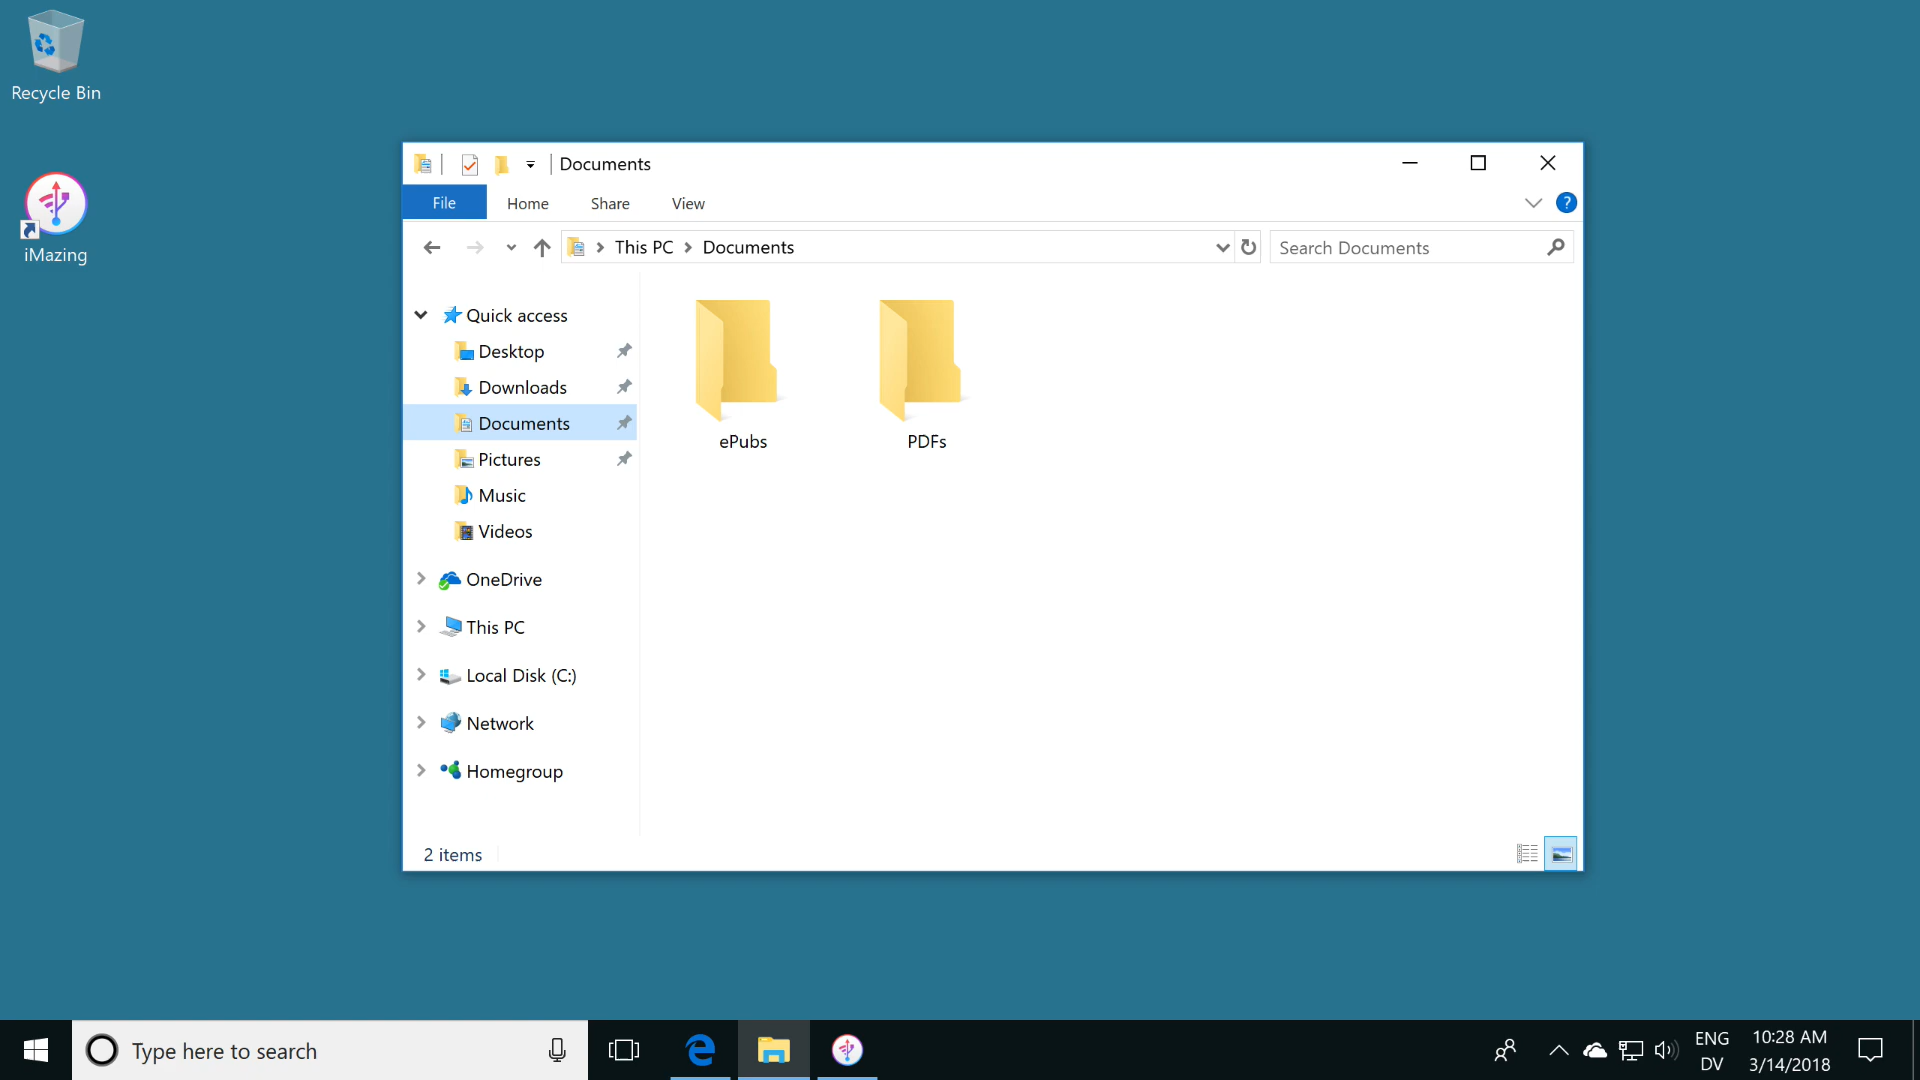 Recycle Bin
iMazing
Documents
File Home Share View
?
This PC Documents
Search Documents
Quick access
Desktop
Downloads
Documents
Pictures
Music
Videos
OneDrive
This PC
Local Disk (C:)
Network
Homegroup
ePubs
PDFs
2 items
Type here to search
ENG
DV
10:28 AM
3/14/2018